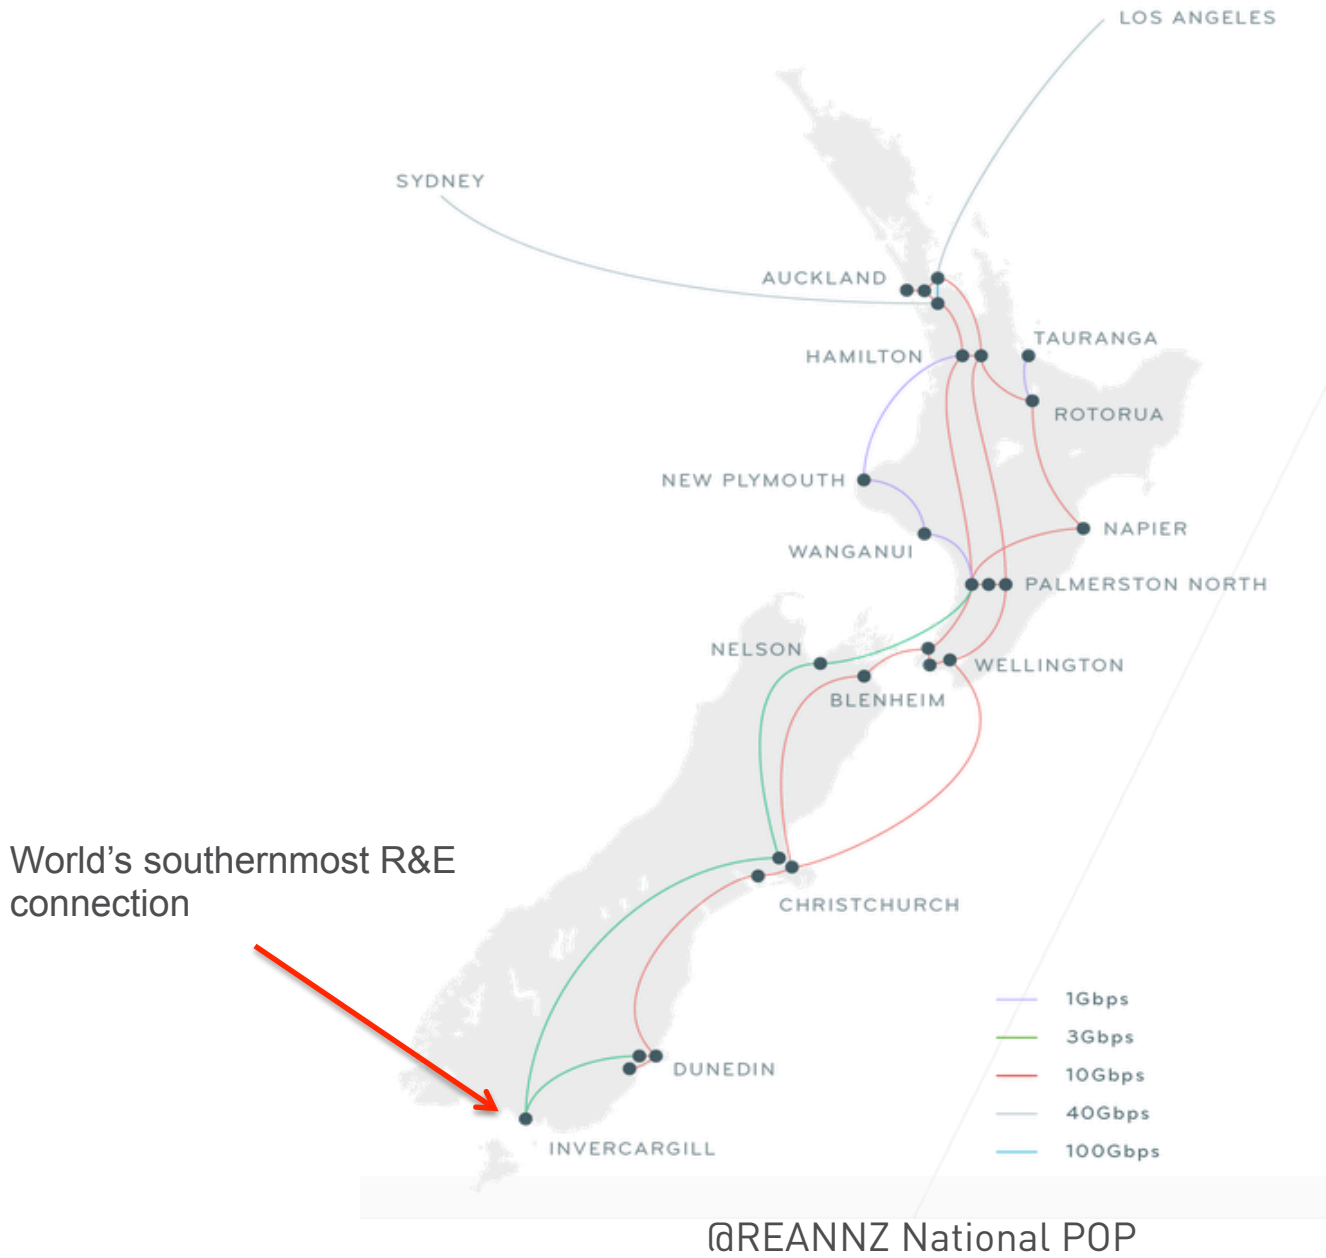 LOS ANGELES
SYDNEY
AUCKLAND
TAURANGA
HAMILTON
ROTORUA
NEW PLYMOUTH
NAPIER
WANGANUI
PALMERSTON NORTH
NELSON
WELLINGTON
BLENHEIM
World’s southernmost R&E
connection
CHRISTCHURCH
1Gbps
3Gbps
10Gbps
DUNEDIN
40Gbps
100Gbps
INVERCARGILL
@REANNZ National POP